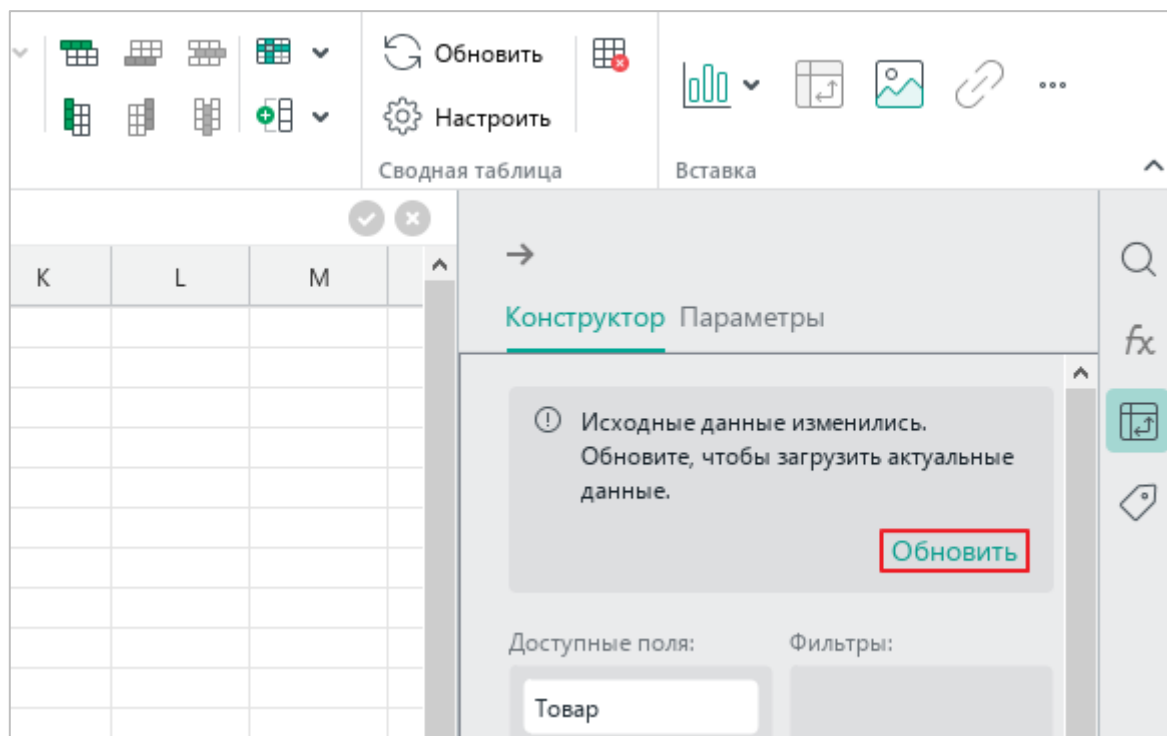 Обновить
Настроить
Сводная таблица
Вставка
K L M
Конструктор Параметры
fx
Исходные данные изменились.
Обновите, чтобы загрузить актуальные
данные.
Обновить
Доступные поля: Фильтры:
Товар